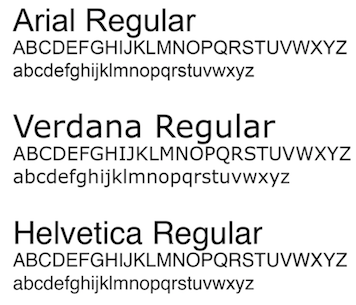 Arial Regular
ABCDEFGHIJKLMNOPQRSTUVWXYZ
abcdefghijklmnopqrstuvwxyz
Verdana Regular
ABCDEFGHIJKLMNOPQRSTUVWXYZ
abcdefghijklmnopqrstuvwxyz
Helvetica Regular
ABCDEFGHIJKLMNOPQRSTUVWXYZ
abcdefghijklmnopqrstuvwxyz